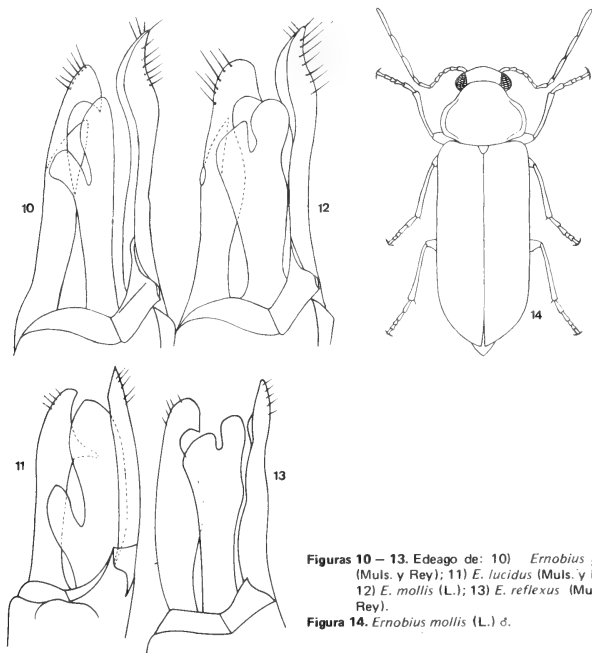 10
12
14
11
13
Figuras 10 – 13. Edeago de: 10) Ernobius
(Muls. y Rey); 11) E. lucidus (Muls. y
12) E. mollis (L.); 13) E. reflexus
Rey).
Figura 14. Ernobius mollis (L.) ♂.